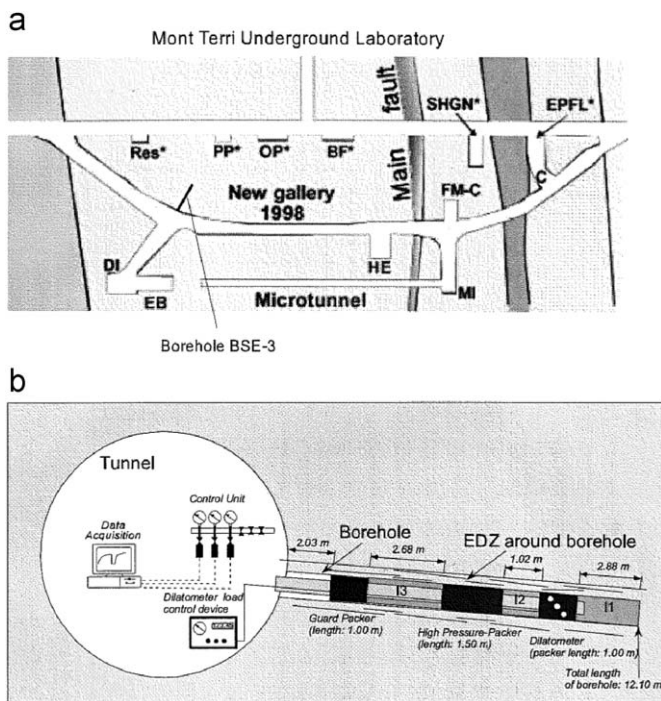 a
Mont Terri Underground Laboratory
Main fault
SHGN*
EPFL*
Res*
PP*
OP*
BF*
C
New gallery
1998
FM-C
DI
HE
EB
Microtunnel
MI
Borehole BSE-3
b
Tunnel
Control Unit
Data
Acquisition
Dilatometer load
control device
2.03 m
Borehole
2.68 m
EDZ around borehole
1.02 m
2.88 m
I3
I2
I1
Guard Packer
(length: 1.00 m)
High Pressure-Packer
(length: 1.50 m)
Dilatometer
(packer length: 1.00 m)
Total length
of borehole: 12.10 m